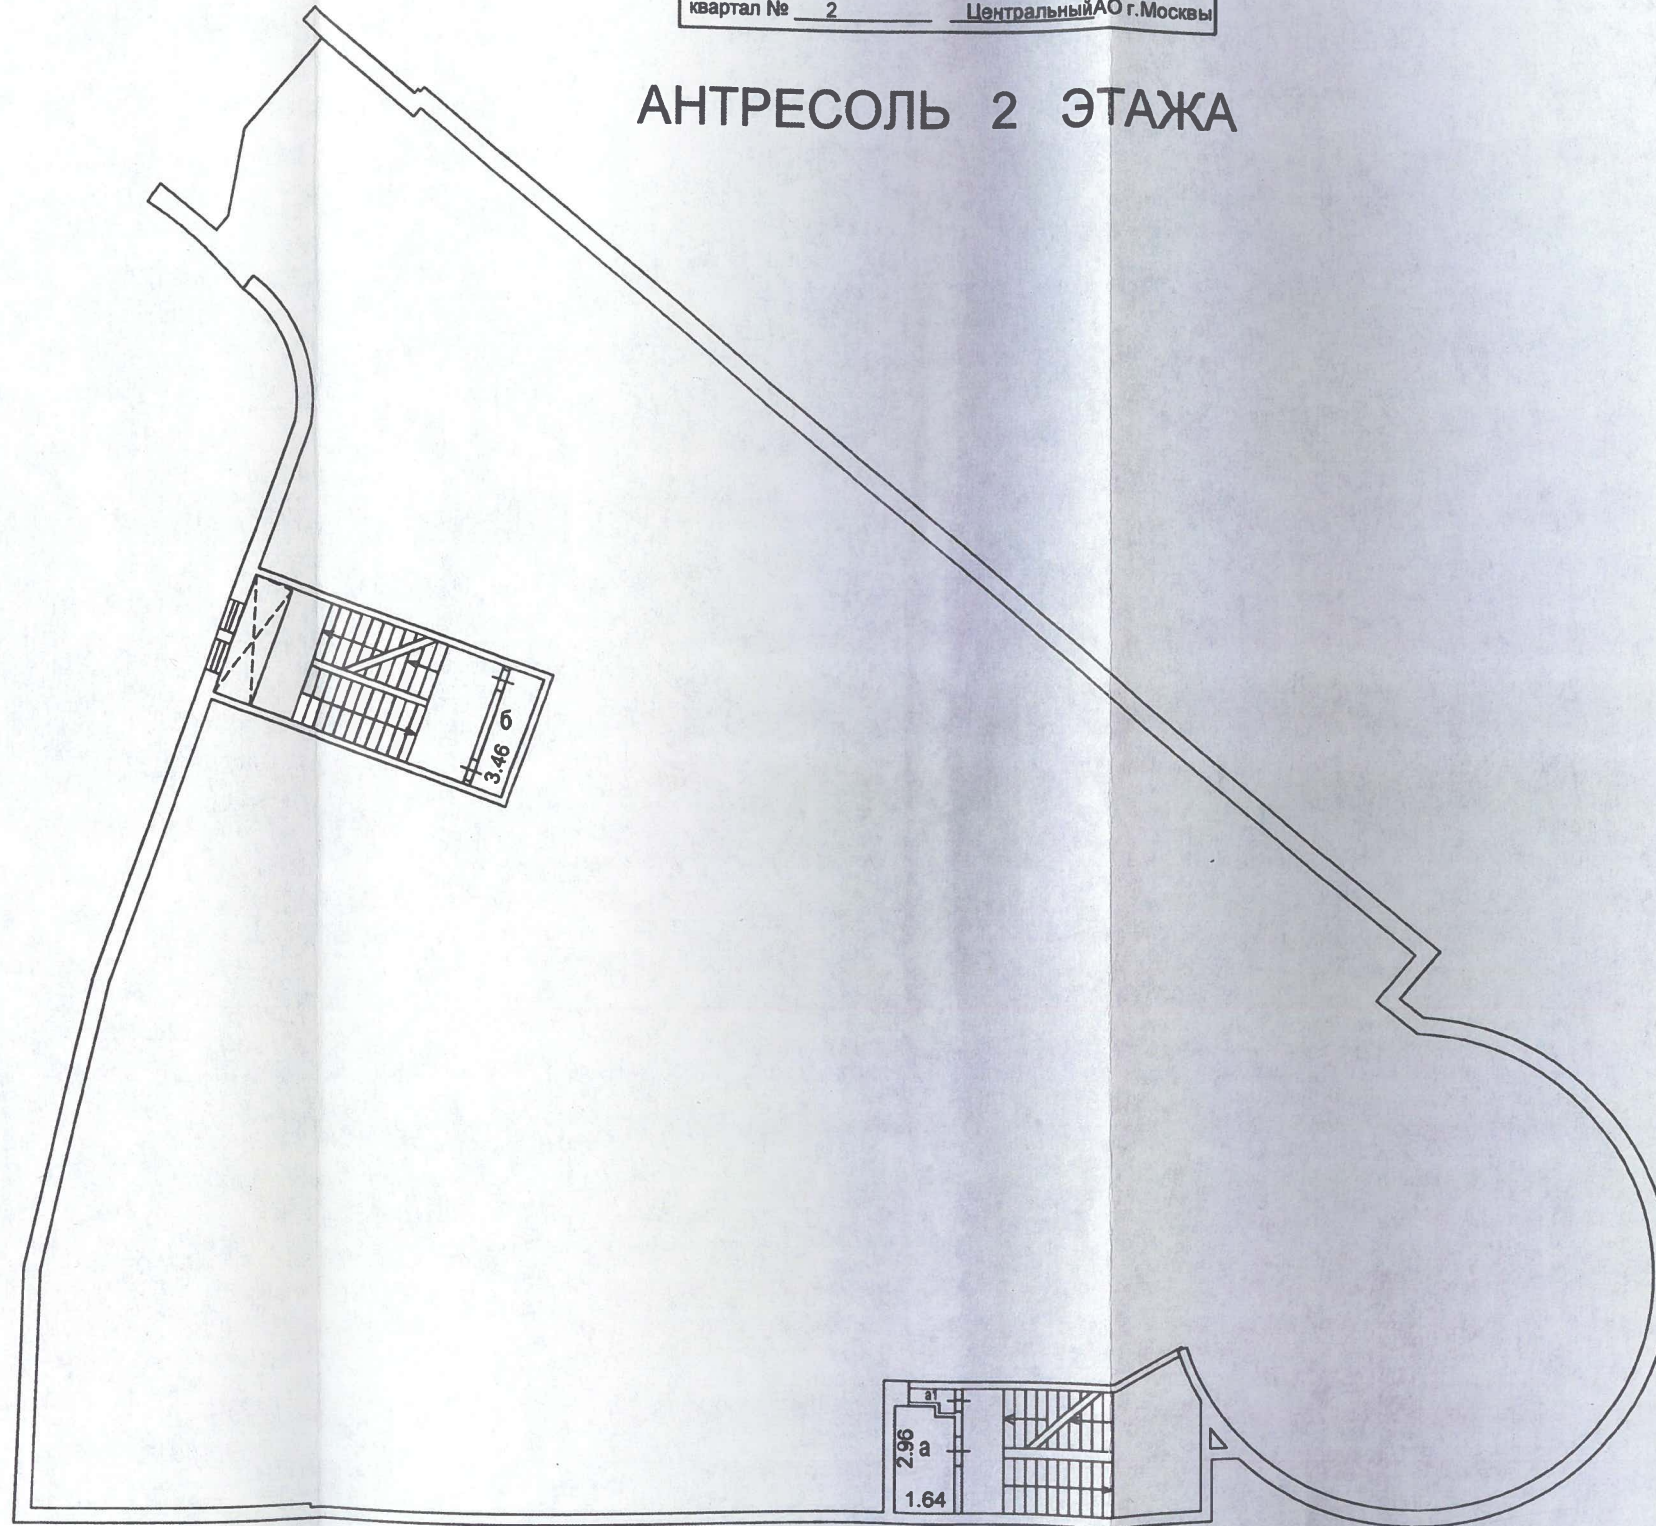 квартал № 2 ЦентральныйАО г.Москвы
АНТРЕСОЛЬ 2 ЭТАЖА
б
3.46
а1
2.96 а
1.64